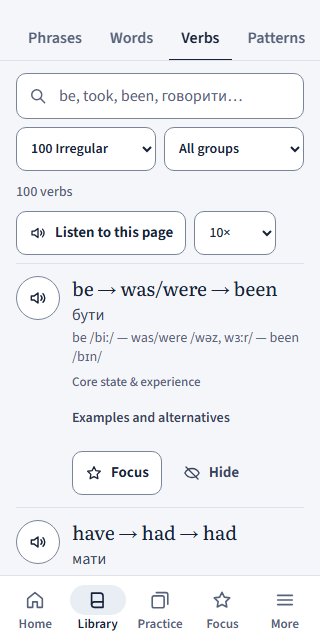 Phrases Words Verbs Patterns
be, took, been, говорити…
100 Irregular All groups
100 verbs
Listen to this page 10×
be → was/were → been
бути
be /biː/ — was/were /wəz, wɜːr/ — been
/bɪn/
Core state & experience
Examples and alternatives
Focus Hide
have → had → had
мати
Home Library Practice Focus More